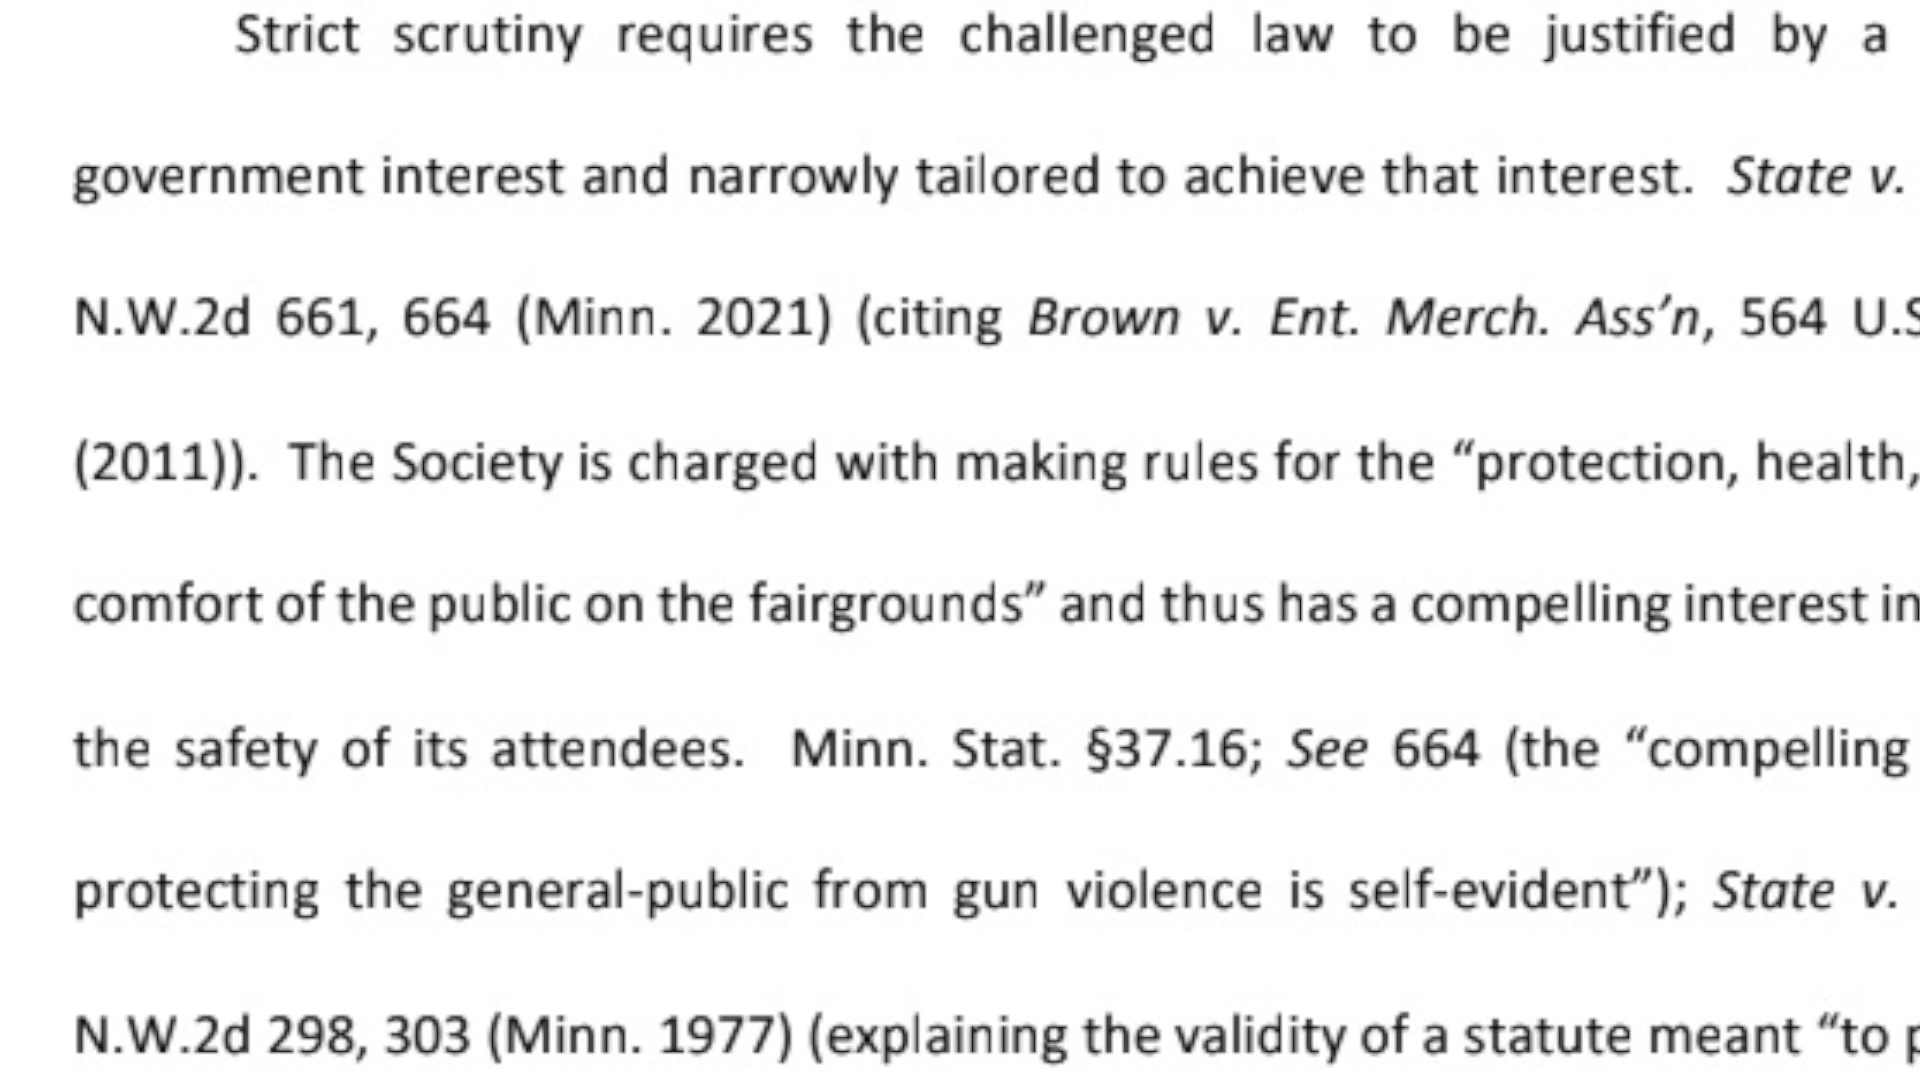 Strict scrutiny requires the challenged law to be justified by a
government interest and narrowly tailored to achieve that interest. State v.
N.W.2d 661, 664 (Minn. 2021) (citing Brown v. Ent. Merch. Ass’n, 564 U.S
(2011)). The Society is charged with making rules for the “protection, health,
comfort of the public on the fairgrounds” and thus has a compelling interest in
the safety of its attendees. Minn. Stat. §37.16; See 664 (the “compelling
protecting the general-public from gun violence is self-evident”); State v.
N.W.2d 298, 303 (Minn. 1977) (explaining the validity of a statute meant “to p